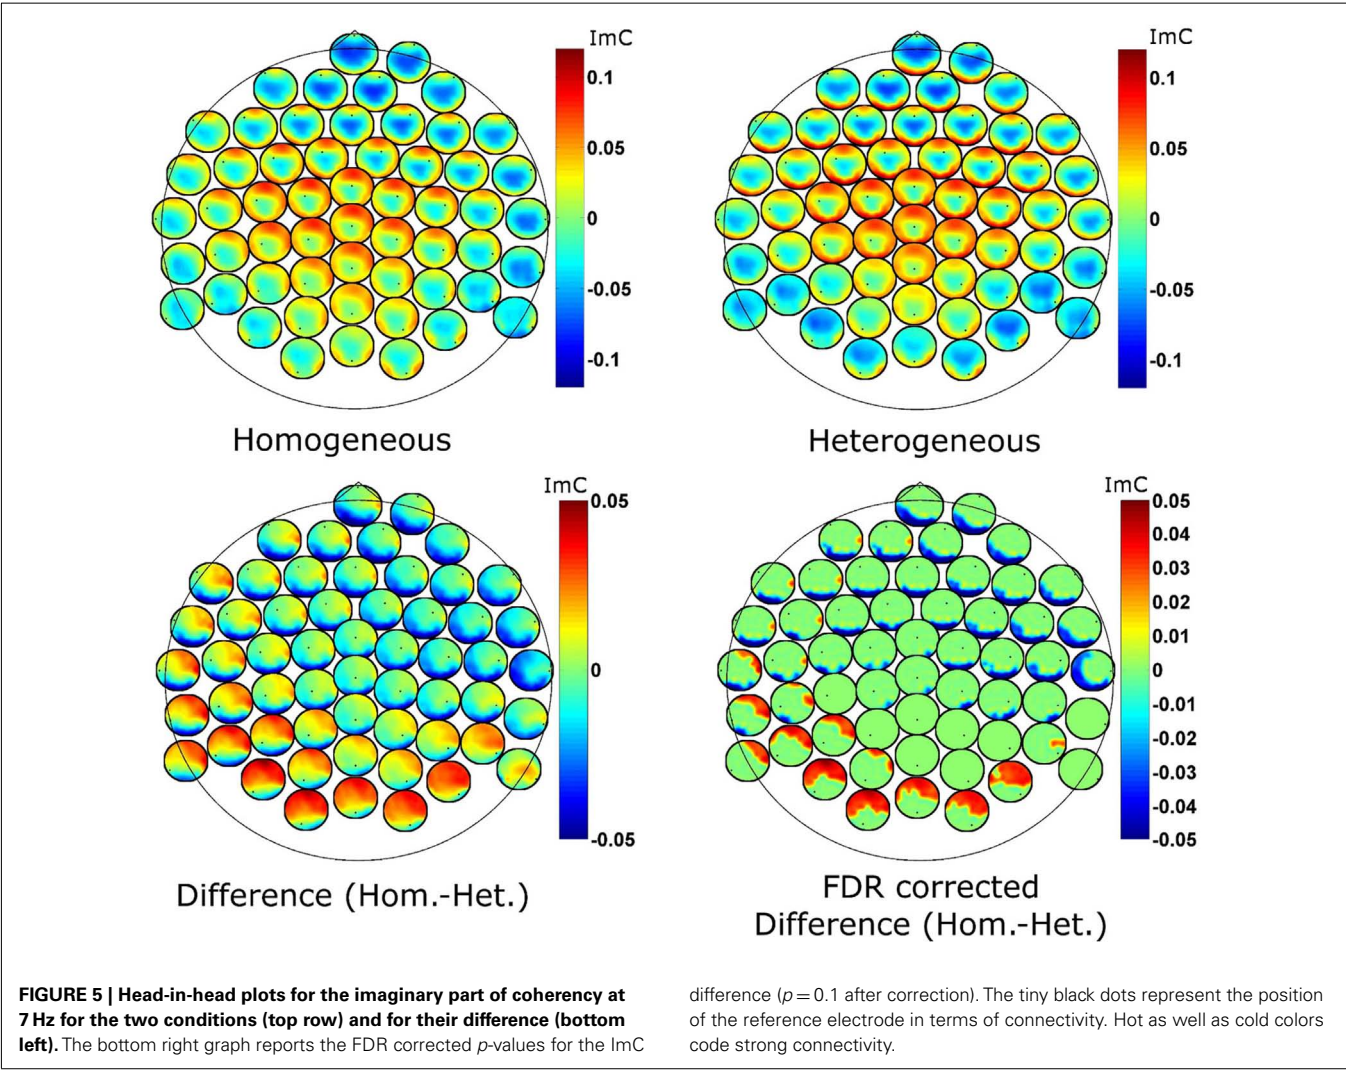 ImC
0.1
0.05
0
-0.05
-0.1
Homogeneous
ImC
0.1
0.05
0
-0.05
-0.1
Heterogeneous
ImC
0.05
0
-0.05
Difference (Hom.-Het.)
ImC
0.05
0.04
0.03
0.02
0.01
0
-0.01
-0.02
-0.03
-0.04
-0.05
FDR corrected
Difference (Hom.-Het.)
FIGURE 5 | Head-in-head plots for the imaginary part of coherency at
7 Hz for the two conditions (top row) and for their difference (bottom
left). The bottom right graph reports the FDR corrected p-values for the ImC
difference (p = 0.1 after correction). The tiny black dots represent the position
of the reference electrode in terms of connectivity. Hot as well as cold colors
code strong connectivity.